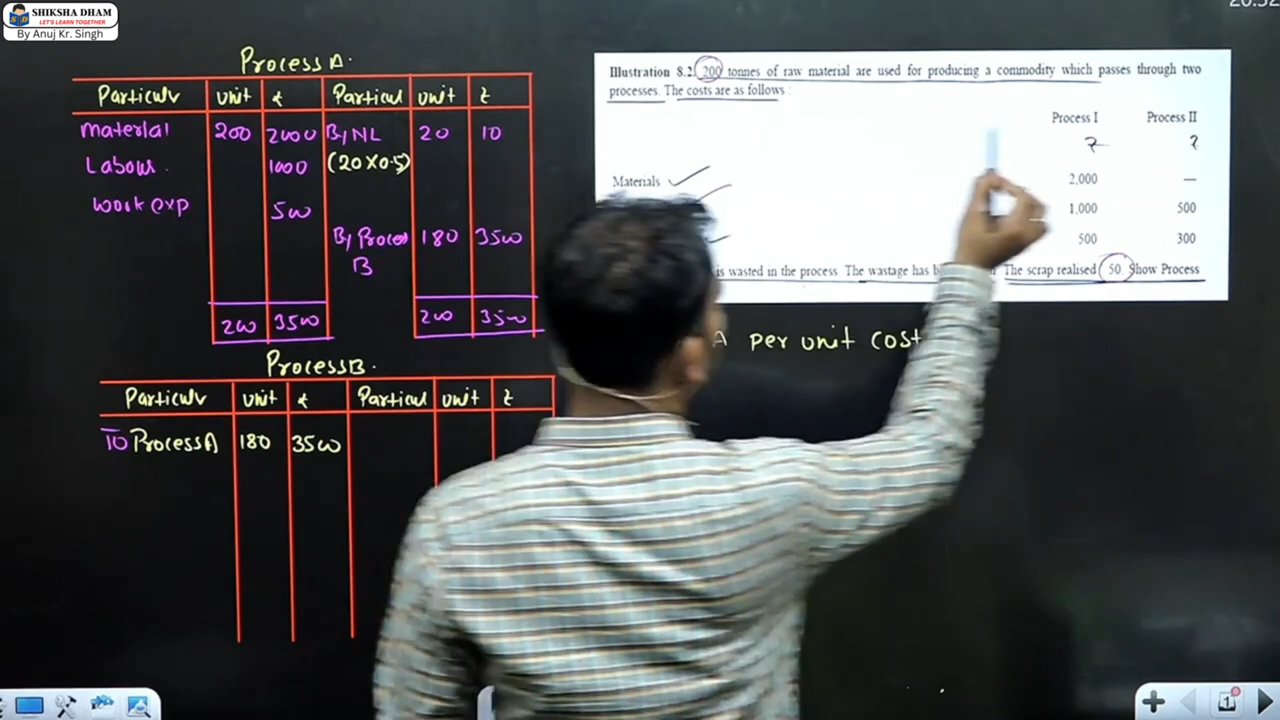 SHIKSHA DHAM
LET'S LEARN TOGETHER
By Anuj Kr. Singh
Process A.
Particulr unit ₹ Particul unit ₹
Material 200 2000 By NL 20 10
Labour. 1000 (20×0.5)
work exp 500
By Process B 180 3500
200 3500 200 3500
Process B.
Particulr unit ₹ Particul unit ₹
To Process A 180 3500
Illustration 8.2. 200 tonnes of raw material are used for producing a commodity which passes through two
processes. The costs are as follows :
Process I Process II
₹ ₹
Materials 2,000 —
1,000 500
500 300
is wasted in the process. The wastage has The scrap realised 50. Show Process
A per unit cost
1